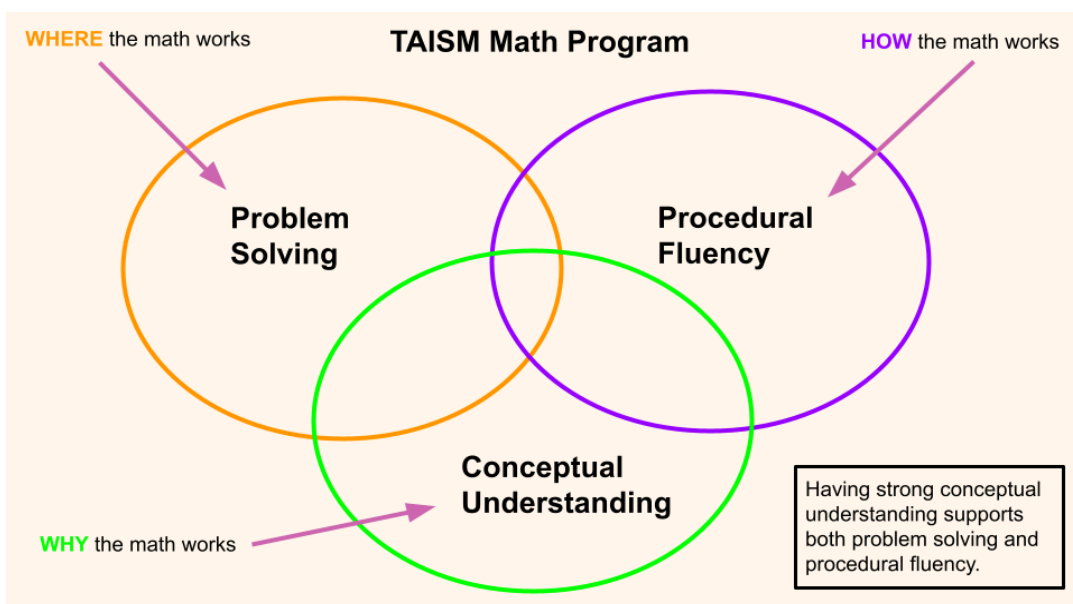 TAISM Math Program
WHERE the math works
HOW the math works
Problem
Solving
Procedural
Fluency
Conceptual
Understanding
WHY the math works
Having strong conceptual
understanding supports
both problem solving and
procedural fluency.